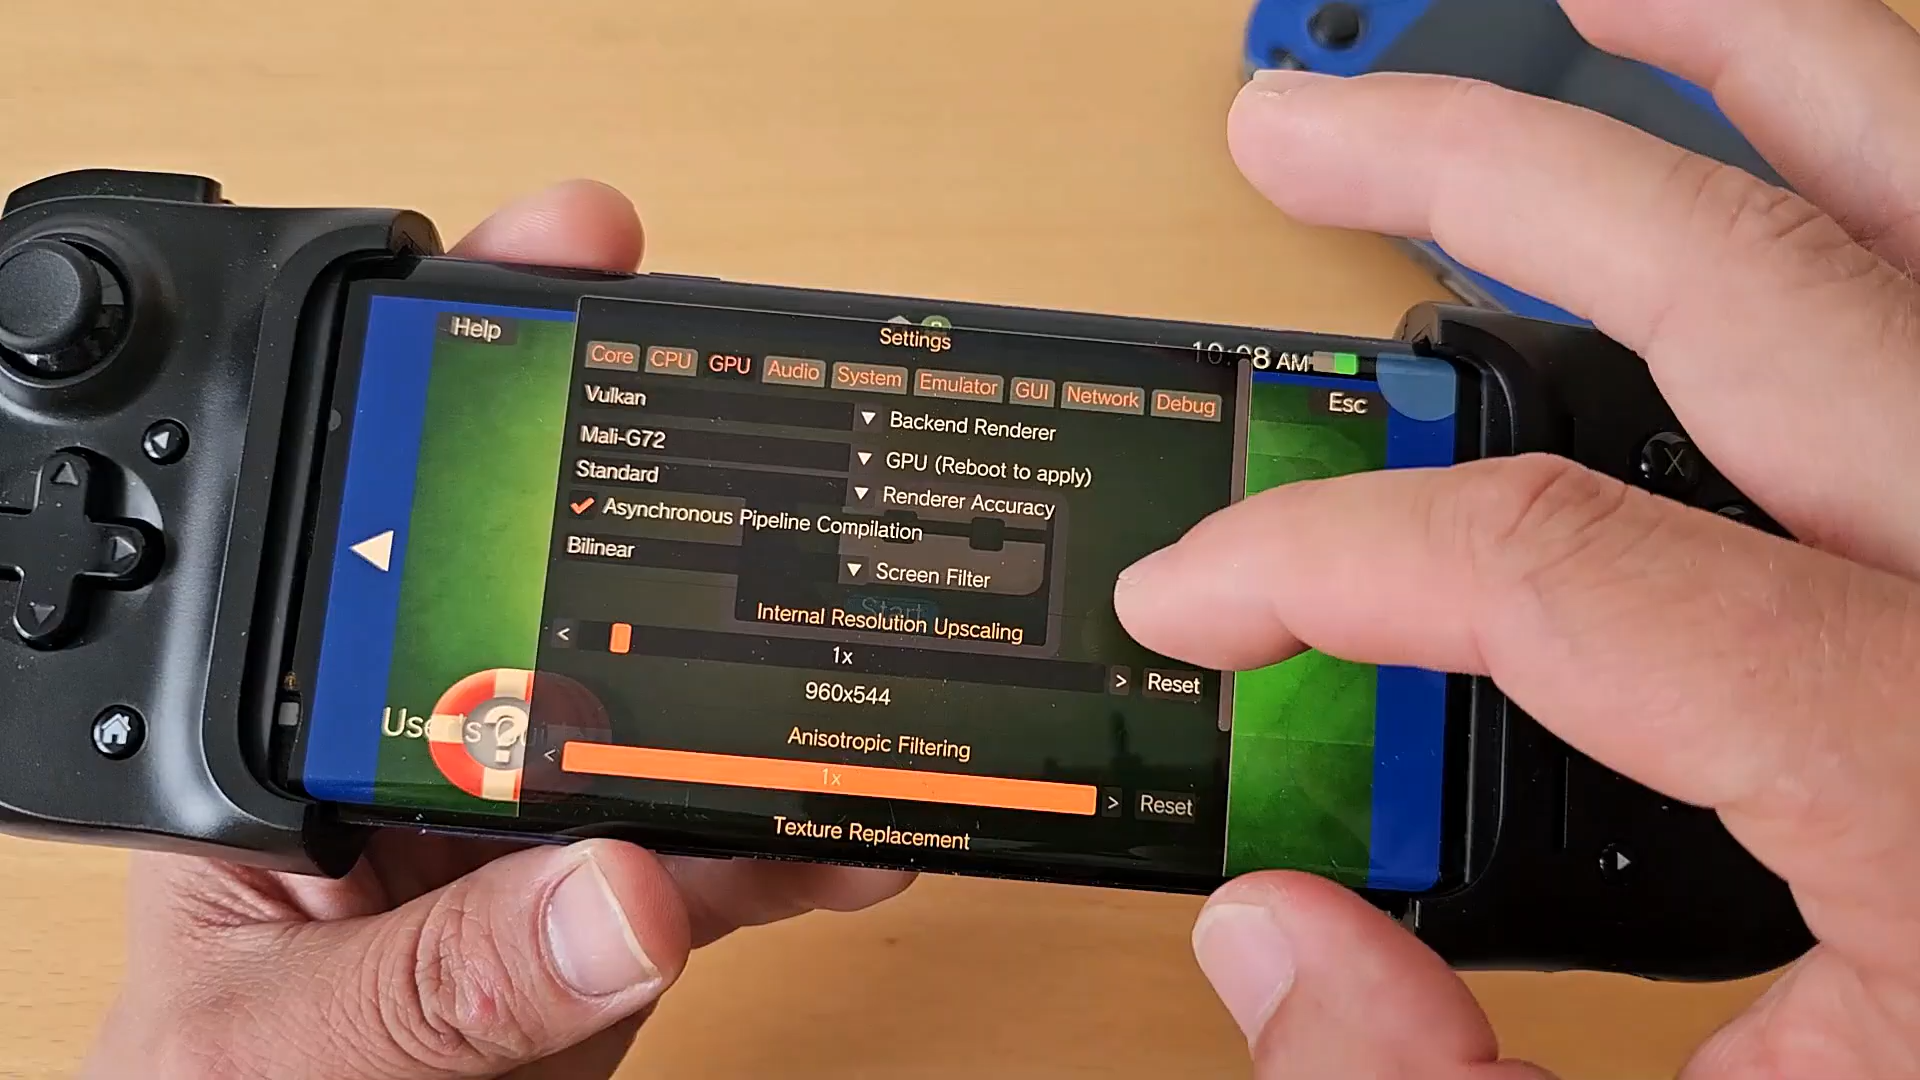 Help
Settings
AM
Esc
Core CPU GPU Audio System Emulator GUI Network Debug
Vulkan
Backend Renderer
Mali-G72
GPU (Reboot to apply)
Standard
Renderer Accuracy
Asynchronous Pipeline Compilation
Bilinear
Screen Filter
Start
Internal Resolution Upscaling
<
1x
> Reset
960x544
Anisotropic Filtering
<
1x
> Reset
Texture Replacement
?
X